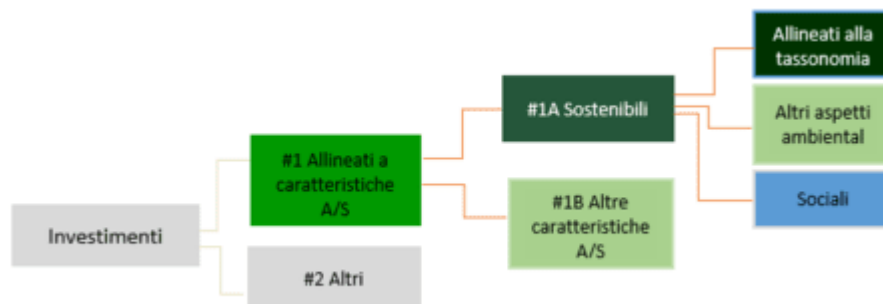 Investimenti
#1 Allineati a
caratteristiche
A/S
#2 Altri
#1A Sostenibili
#1B Altre
caratteristiche
A/S
Allineati alla
tassonomia
Altri aspetti
ambiental
Sociali